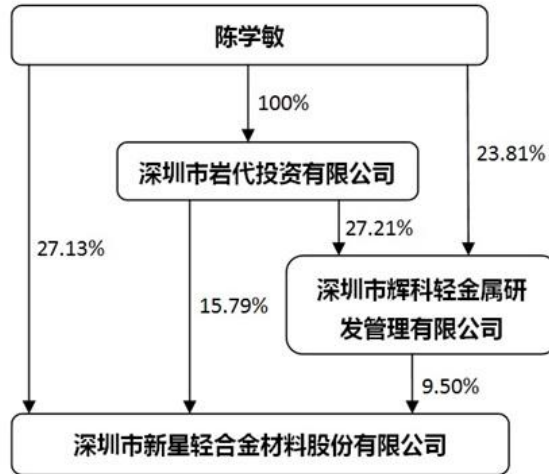 陈学敏
100%
23.81%
深圳市岩代投资有限公司
27.21%
27.13%
15.79%
深圳市辉科轻金属研
发管理有限公司
9.50%
深圳市新星轻合金材料股份有限公司